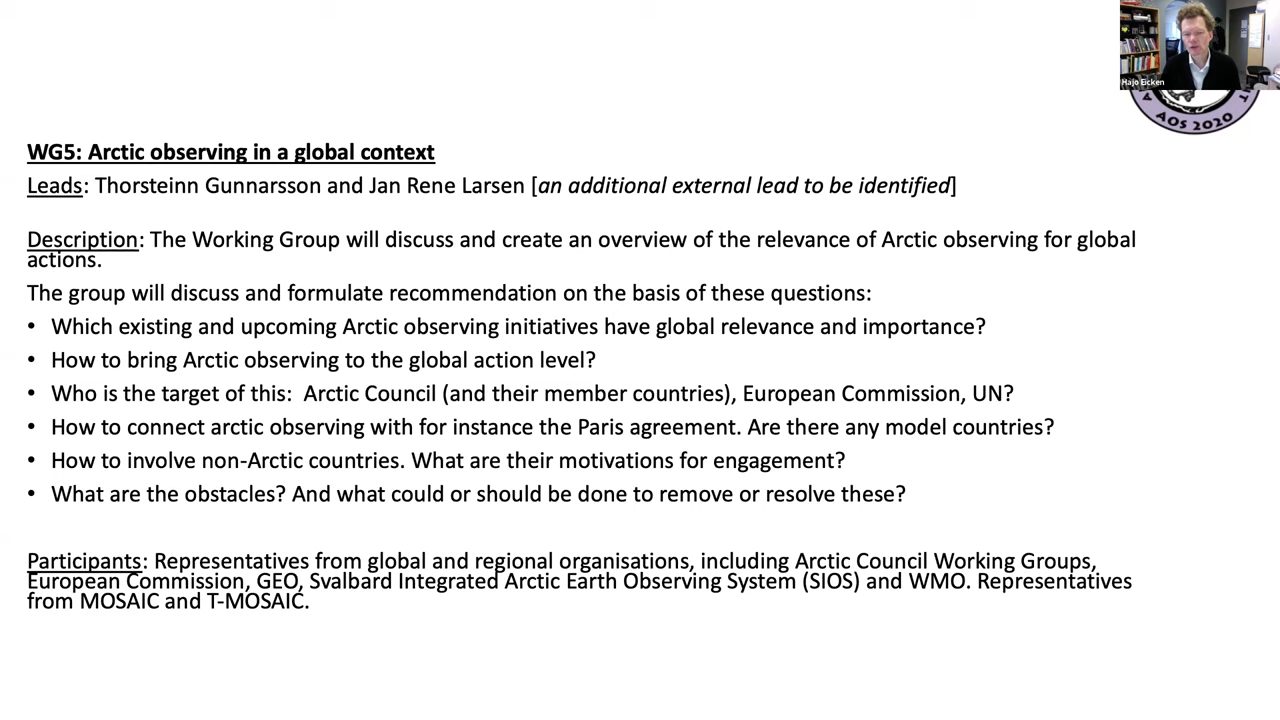 Hajo Eicken
AOS 2020
WG5: Arctic observing in a global context
Leads: Thorsteinn Gunnarsson and Jan Rene Larsen [an additional external lead to be identified]
Description: The Working Group will discuss and create an overview of the relevance of Arctic observing for global
actions.
The group will discuss and formulate recommendation on the basis of these questions:
• Which existing and upcoming Arctic observing initiatives have global relevance and importance?
• How to bring Arctic observing to the global action level?
• Who is the target of this:  Arctic Council (and their member countries), European Commission, UN?
• How to connect arctic observing with for instance the Paris agreement. Are there any model countries?
• How to involve non-Arctic countries. What are their motivations for engagement?
• What are the obstacles? And what could or should be done to remove or resolve these?
Participants: Representatives from global and regional organisations, including Arctic Council Working Groups,
European Commission, GEO, Svalbard Integrated Arctic Earth Observing System (SIOS) and WMO. Representatives
from MOSAIC and T-MOSAIC.